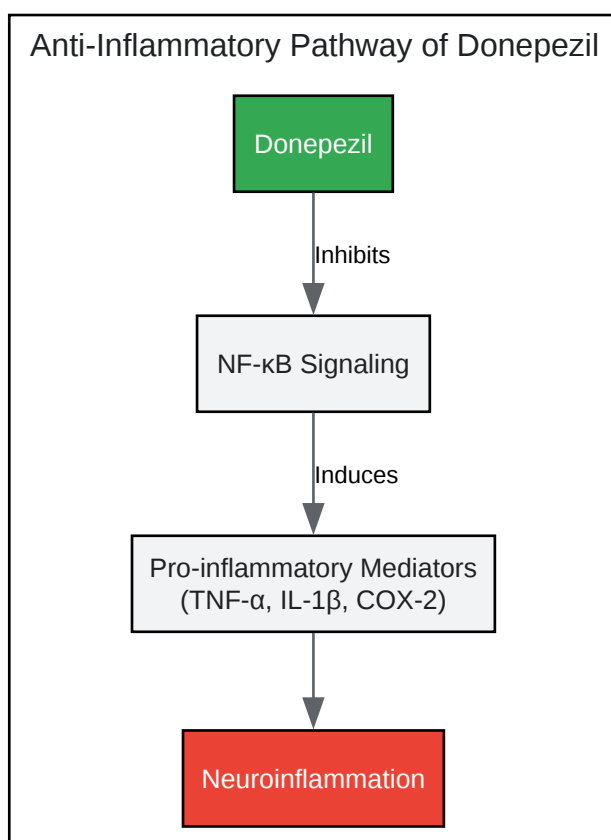 Anti-Inflammatory Pathway of Donepezil
Donepezil
Inhibits
NF-κB Signaling
Induces
Pro-inflammatory Mediators
(TNF-α, IL-1β, COX-2)
Neuroinflammation